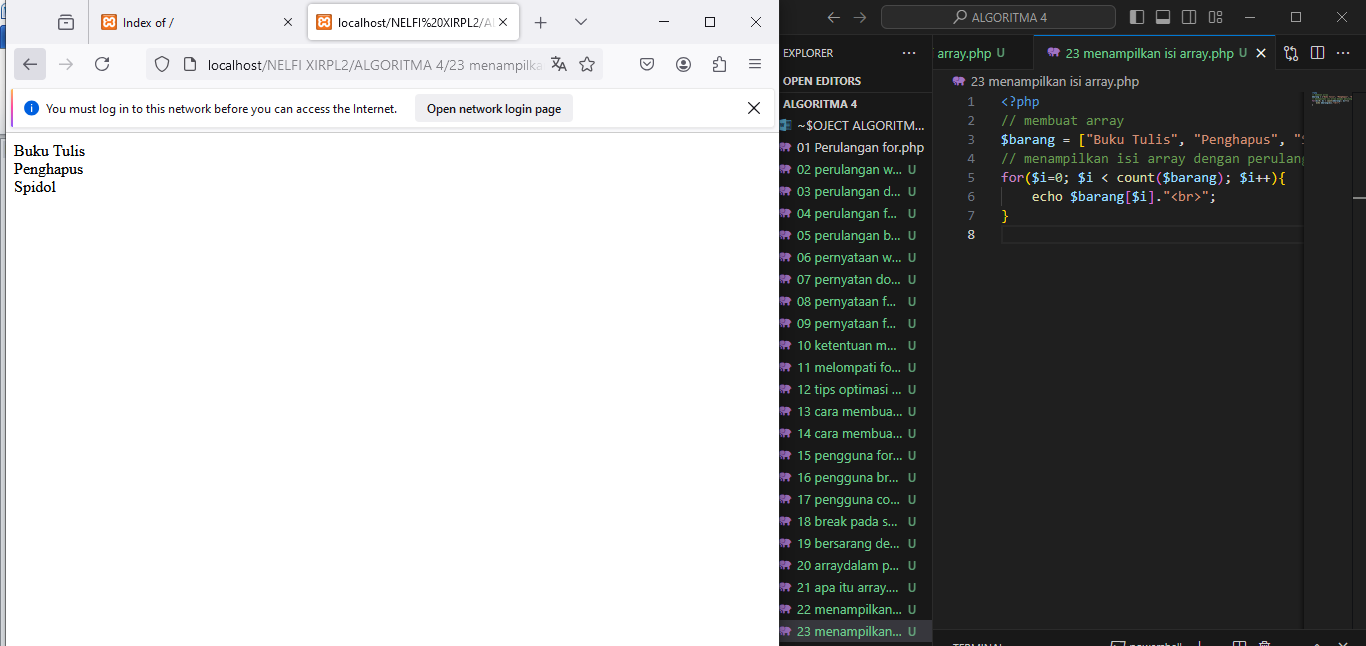 Index of /
localhost/NELFI%20XIRPL2/AL
localhost/NELFI XIRPL2/ALGORITMA 4/23 menampilka
You must log in to this network before you can access the Internet.
Open network login page
Buku Tulis
Penghapus
Spidol
ALGORITMA 4
EXPLORER
OPEN EDITORS
ALGORITMA 4
~$OJECT ALGORITM...
01 Perulangan for.php
02 perulangan w... U
03 perulangan d... U
04 perulangan f... U
05 perulangan b... U
06 pernyataan w... U
07 pernyatan do... U
08 pernyataan f... U
09 pernyataan f... U
10 ketentuan m... U
11 melompati fo... U
12 tips optimasi ... U
13 cara membua... U
14 cara membua... U
15 pengguna for... U
16 pengguna br... U
17 pengguna co... U
18 break pada s... U
19 bersarang de... U
20 arraydalam p... U
21 apa itu array.... U
22 menampilkan... U
23 menampilkan... U
array.php U
23 menampilkan isi array.php U
23 menampilkan isi array.php
1 <?php
2 // membuat array
3 $barang = ["Buku Tulis", "Penghapus", "S
4 // menampilkan isi array dengan perulang
5 for($i=0; $i < count($barang); $i++){
6 echo $barang[$i]."<br>";
7 }
8
TERMINAL
powershell